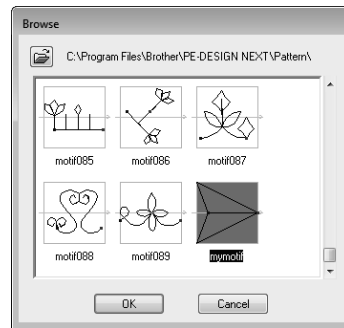 Browse
C:\Program Files\Brother\PE-DESIGN NEXT\Pattern\
motif085 motif086 motif087
motif088 motif089 mymotif
OK Cancel